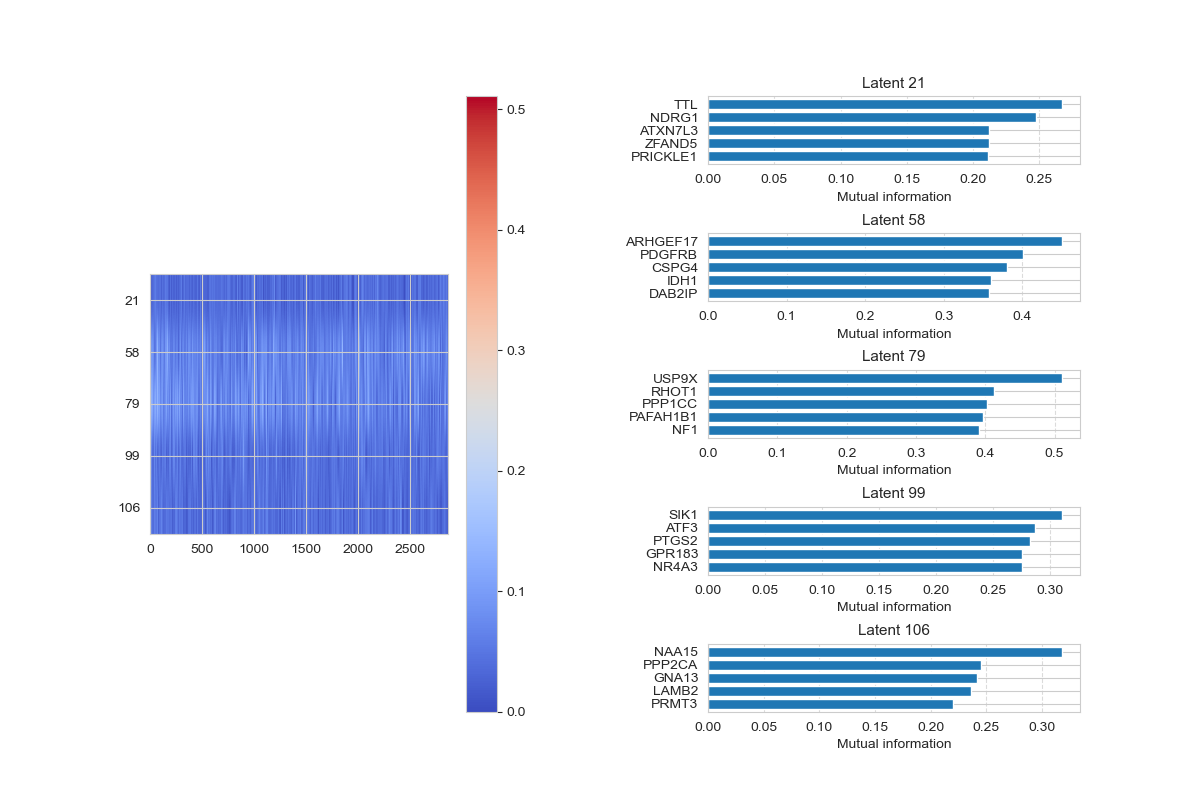 21
58
79
99
106
0 500 1000 1500 2000 2500
0.5
0.4
0.3
0.2
0.1
0.0
Latent 21
TTL
NDRG1
ATXN7L3
ZFAND5
PRICKLE1
0.00 0.05 0.10 0.15 0.20 0.25
Mutual information
Latent 58
ARHGEF17
PDGFRB
CSPG4
IDH1
DAB2IP
0.0 0.1 0.2 0.3 0.4
Mutual information
Latent 79
USP9X
RHOT1
PPP1CC
PAFAH1B1
NF1
0.0 0.1 0.2 0.3 0.4 0.5
Mutual information
Latent 99
SIK1
ATF3
PTGS2
GPR183
NR4A3
0.00 0.05 0.10 0.15 0.20 0.25 0.30
Mutual information
Latent 106
NAA15
PPP2CA
GNA13
LAMB2
PRMT3
0.00 0.05 0.10 0.15 0.20 0.25 0.30
Mutual information